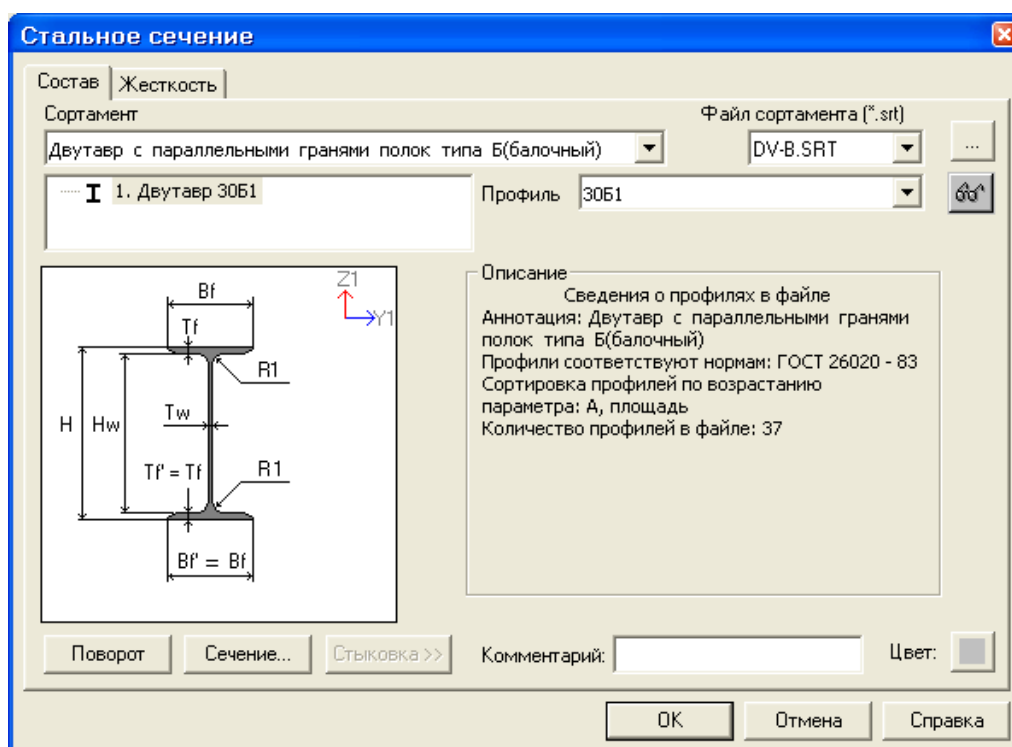 Стальное сечение
Состав
Жесткость
Сортамент
Файл сортамента (*.srt)
Двутавр с параллельными гранями полок типа Б(балочный)
DV-B.SRT
...
1. Двутавр 30Б1
Профиль
30Б1
Bf
Tf
R1
H
Hw
Tw
Tf' = Tf
R1
Bf' = Bf
Z1
Y1
Описание
Сведения о профилях в файле
Аннотация: Двутавр с параллельными гранями
полок типа Б(балочный)
Профили соответствуют нормам: ГОСТ 26020 - 83
Сортировка профилей по возрастанию
параметра: А, площадь
Количество профилей в файле: 37
Поворот
Сечение...
Стыковка >>
Комментарий:
Цвет:
OK
Отмена
Справка